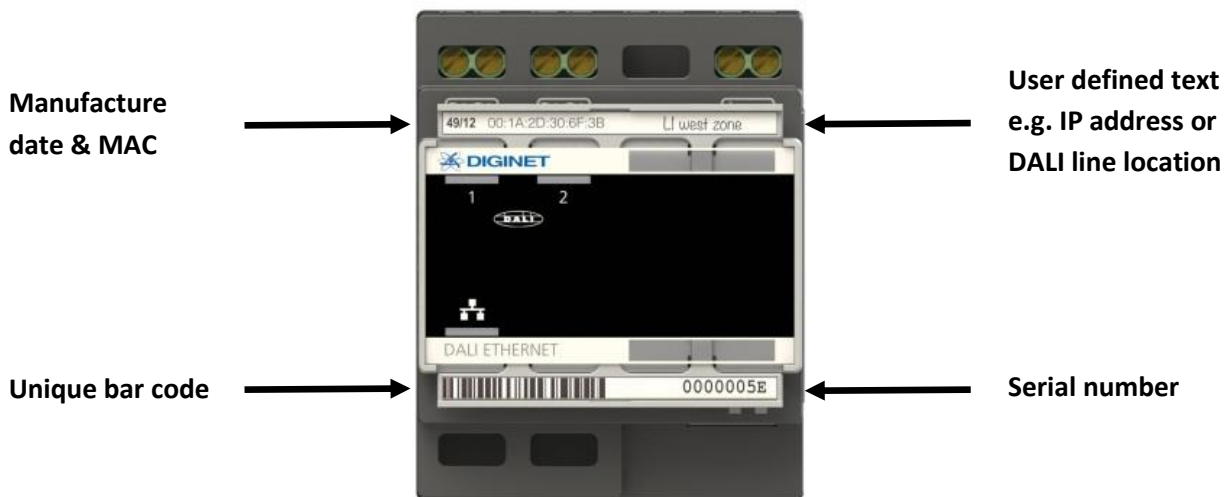 Manufacture
date & MAC
User defined text
e.g. IP address or
DALI line location
49/12 00:1A:2D:30:6F:3B LI west zone
DIGINET
1 2
DALI
DALI ETHERNET
Unique bar code
0000005E
Serial number